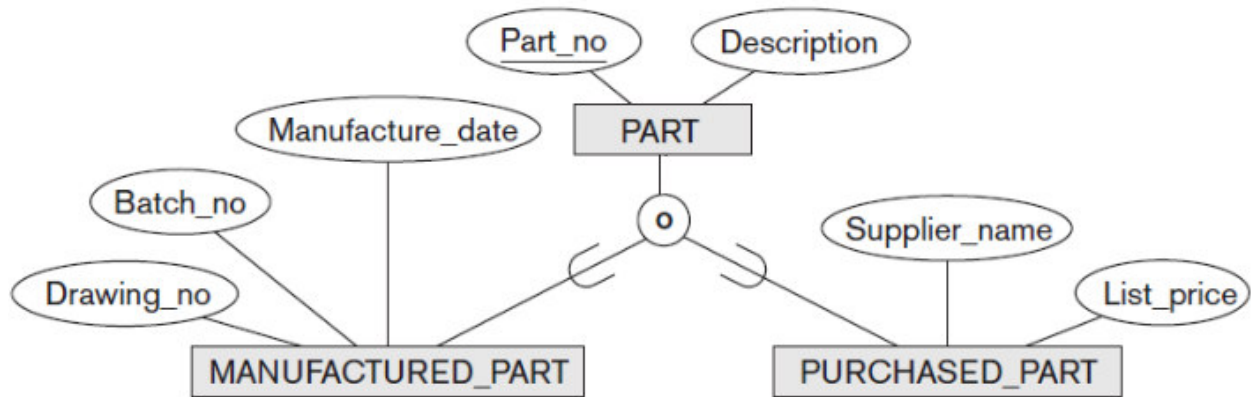 Part_no
Description
Manufacture_date
PART
Batch_no
o
Supplier_name
Drawing_no
List_price
MANUFACTURED_PART
PURCHASED_PART